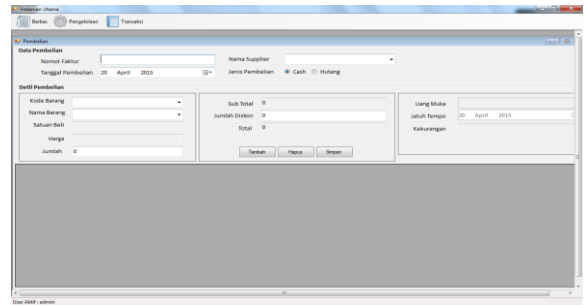 Halaman Utama
Berkas Pengelolaan Transaksi
Pembelian
Data Pembelian
Nomor Faktur
Nama Supplier
Tanggal Pembelian 20 April 2015
Jenis Pembelian Cash Hutang
Detil Pembelian
Kode Barang
Nama Barang
Satuan Beli
Harga
Jumlah 0
Sub Total 0
Jumlah Diskon 0
Total 0
Tambah Hapus Simpan
Uang Muka
Jatuh Tempo 20 April 2015
Kekurangan
User Aktif : admin